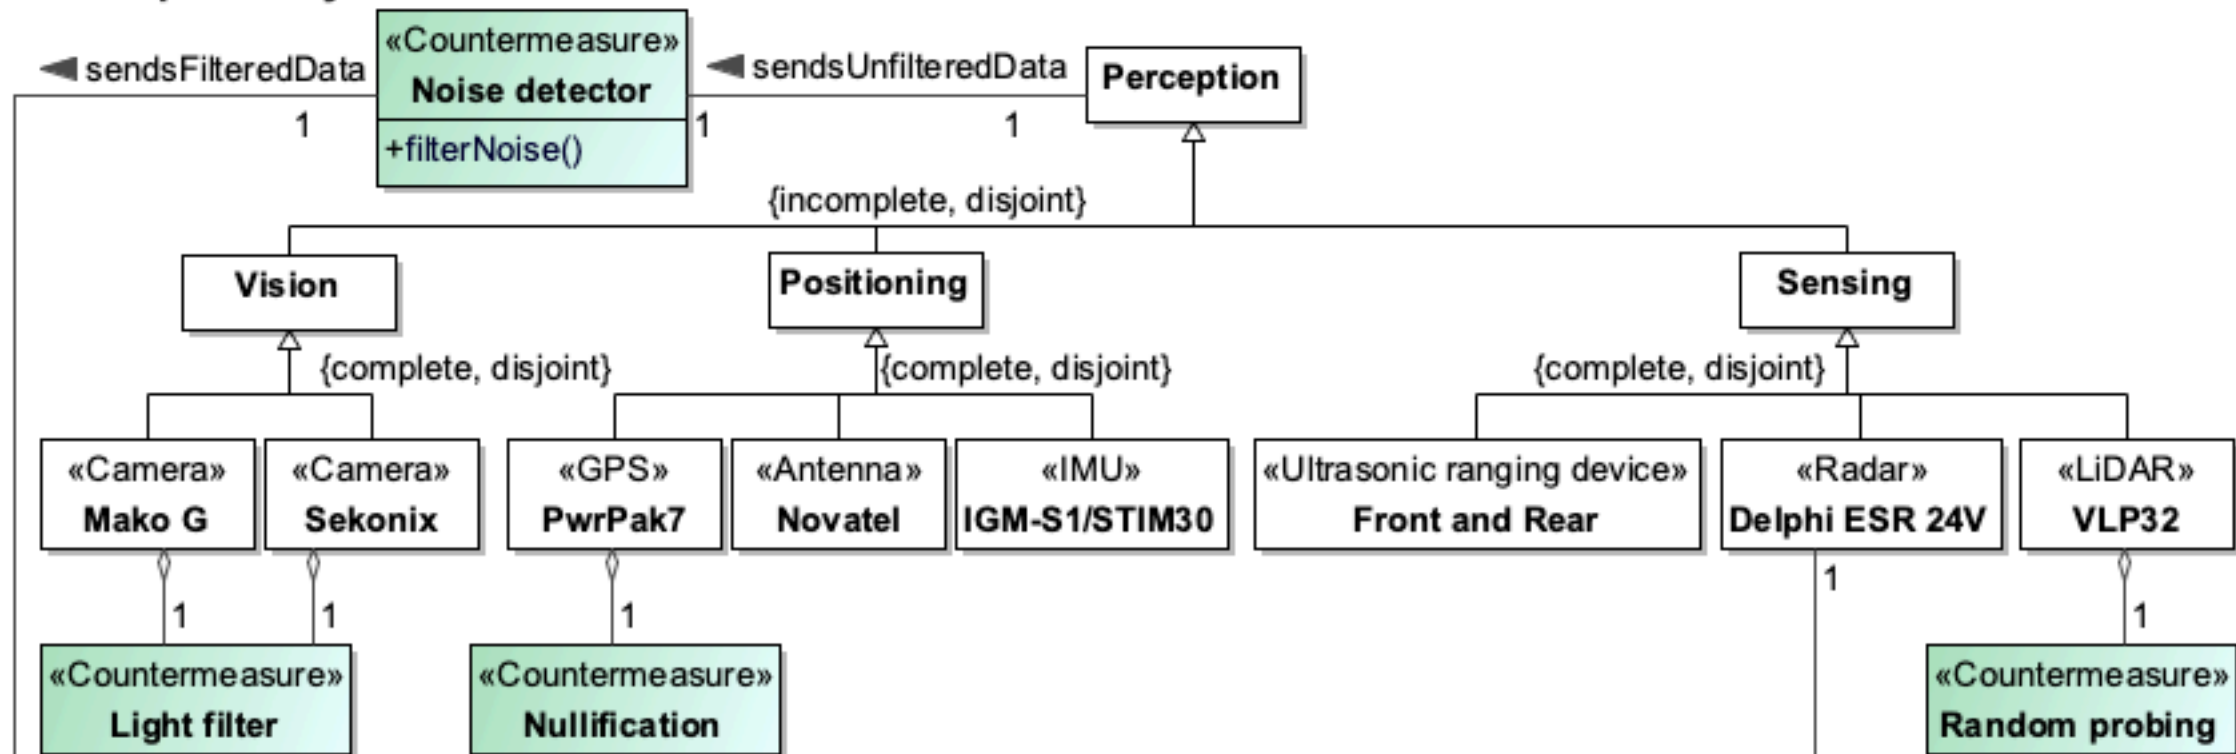 «Countermeasure»
sendsFilteredData
Noise detector
sendsUnfilteredData
Perception
1
1
1
+filterNoise()
{incomplete, disjoint}
Vision
Positioning
Sensing
{complete, disjoint}
{complete, disjoint}
{complete, disjoint}
«Camera»
Mako G
«Camera»
Sekonix
«GPS»
PwrPak7
«Antenna»
Novatel
«IMU»
IGM-S1/STIM30
«Ultrasonic ranging device»
Front and Rear
«Radar»
Delphi ESR 24V
«LiDAR»
VLP32
1
1
1
1
1
«Countermeasure»
Light filter
«Countermeasure»
Nullification
«Countermeasure»
Random probing